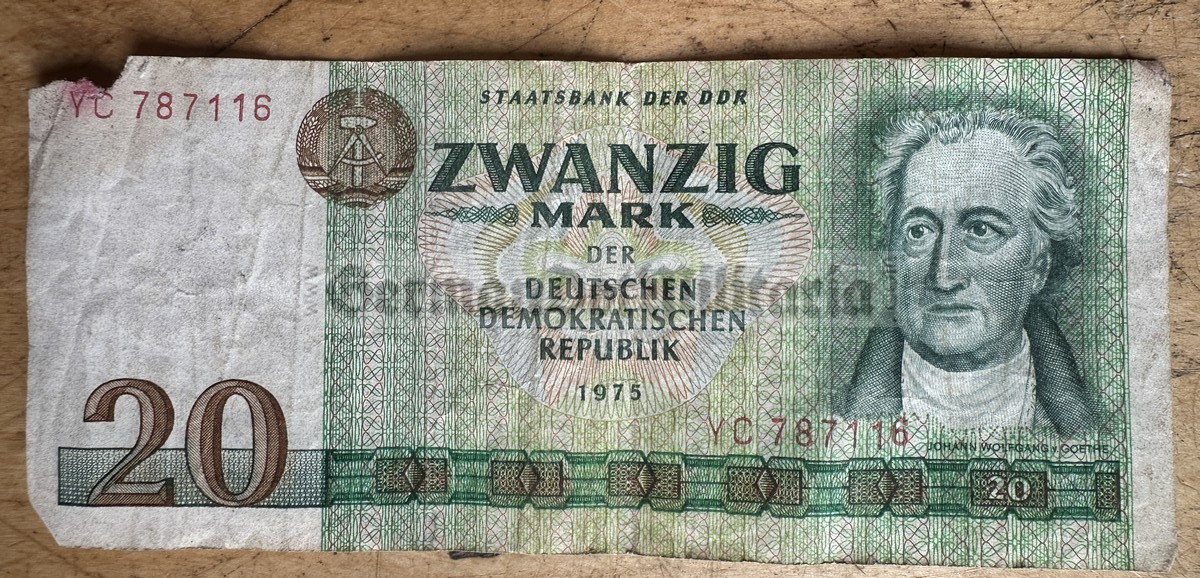 YC 787116
STAATSBANK DER DDR
ZWANZIG
MARK
DER
DEUTSCHEN
DEMOKRATISCHEN
REPUBLIK
1975
YC 787116
JOHANN WOLFGANG v. GOETHE
20
20